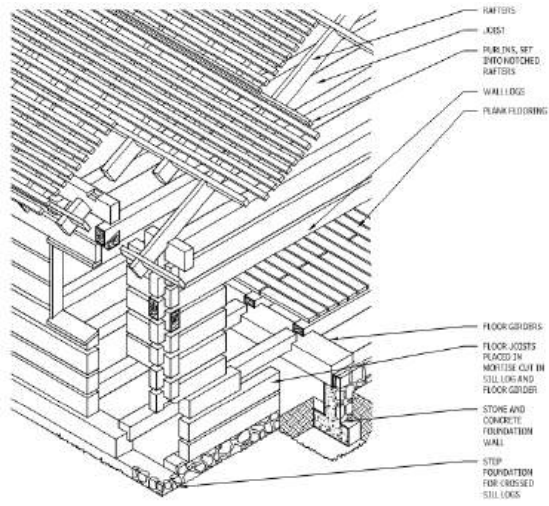 RAFTERS
JOIST
PURLINS, SET
INTO NOTCHED
RAFTERS
WALL LOGS
PLANK FLOORING
FLOOR GIRDERS
FLOOR JOISTS
PLACED IN
MORTISE CUT IN
SILL LOG AND
FLOOR GIRDER
STONE AND
CONCRETE
FOUNDATION
WALL
STEP
FOUNDATION
FOR CROSSED
SILL LOGS